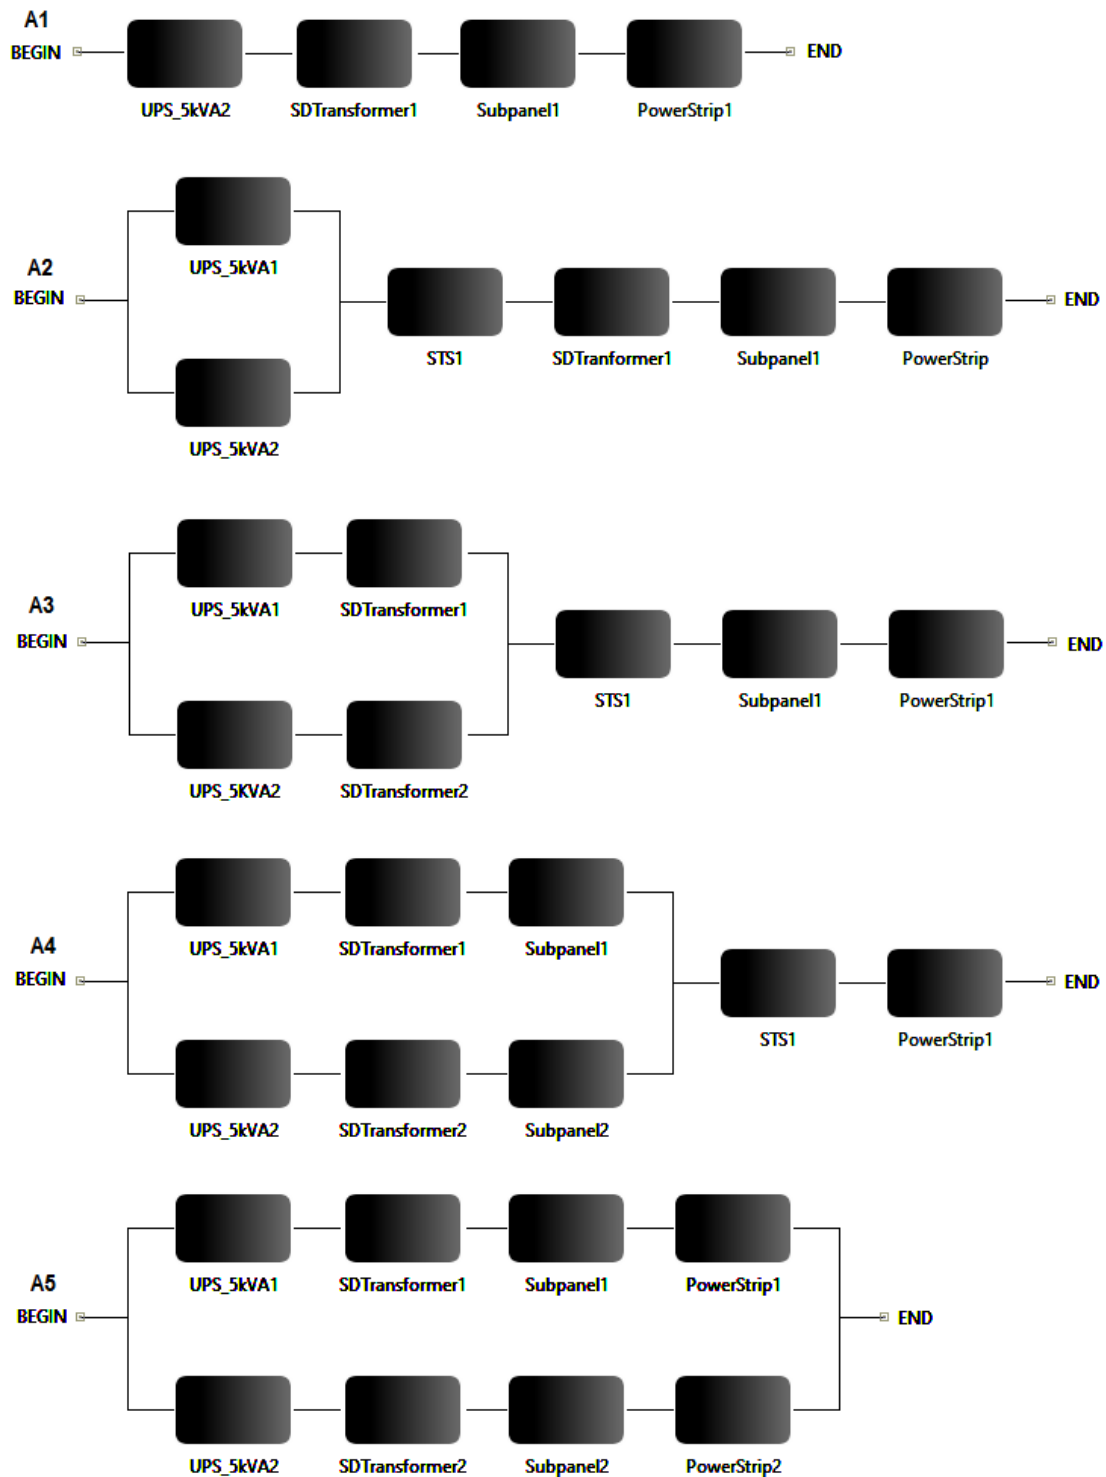 A1
BEGIN END
UPS_5kVA2 SDTransformer1 Subpanel1 PowerStrip1
UPS_5kVA1
A2
BEGIN END
STS1 SDTranformer1 Subpanel1 PowerStrip
UPS_5kVA2
UPS_5kVA1 SDTransformer1
A3
BEGIN END
STS1 Subpanel1 PowerStrip1
UPS_5KVA2 SDTransformer2
UPS_5kVA1 SDTransformer1 Subpanel1
A4
BEGIN END
STS1 PowerStrip1
UPS_5kVA2 SDTransformer2 Subpanel2
UPS_5kVA1 SDTransformer1 Subpanel1 PowerStrip1
A5
BEGIN END
UPS_5kVA2 SDTransformer2 Subpanel2 PowerStrip2